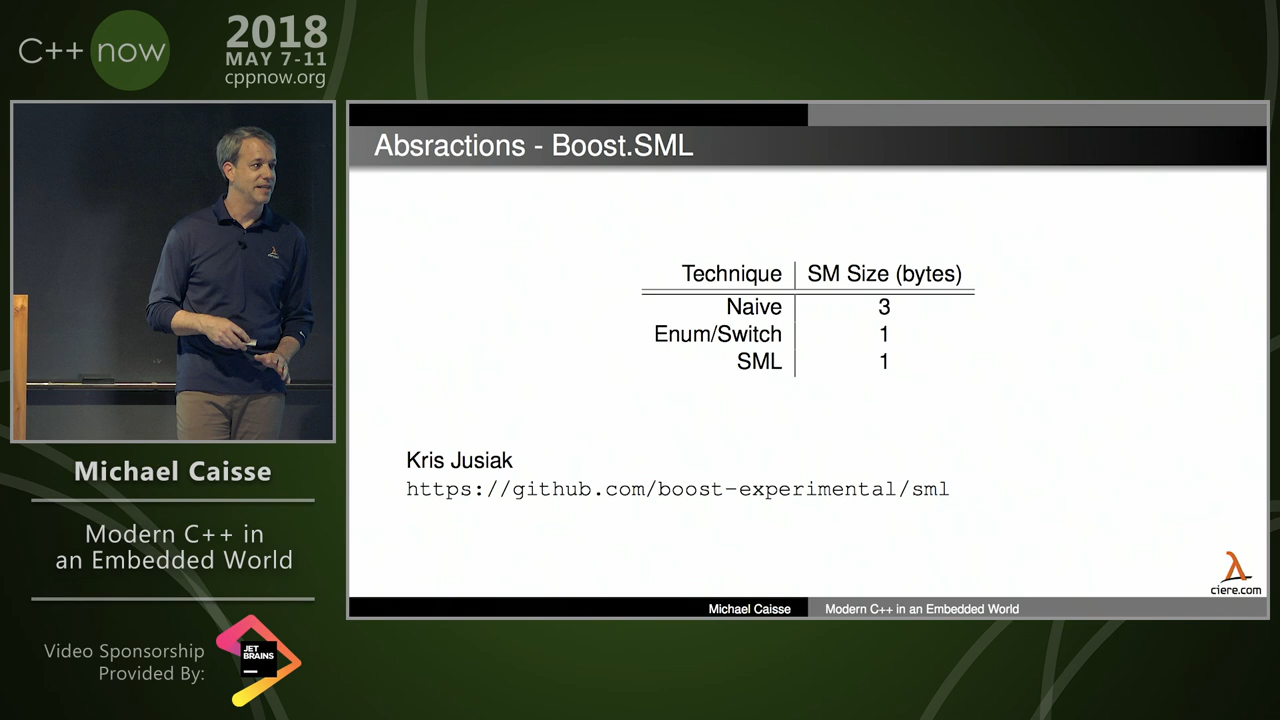 C++ now
2018
MAY 7-11
cppnow.org
Absractions - Boost.SML
Technique SM Size (bytes)
Naive 3
Enum/Switch 1
SML 1
Kris Jusiak
https://github.com/boost-experimental/sml
λ
ciere.com
Michael Caisse Modern C++ in an Embedded World
Michael Caisse
Modern C++ in
an Embedded World
Video Sponsorship
Provided By:
JET
BRAINS